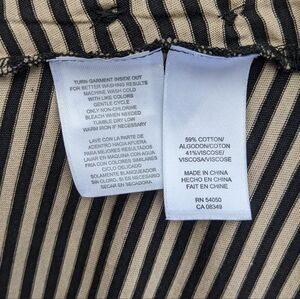 TURN GARMENT INSIDE OUT
FOR BETTER WASHING RESULTS
MACHINE WASH COLD
WITH LIKE COLORS
GENTLE CYCLE
ONLY NON-CHLORINE
BLEACH WHEN NEEDED
TUMBLE DRY LOW
WARM IRON IF NECESSARY
LAVE CON LA PARTE DE
ADENTRO HACIA AFUERA
PARA MEJORES RESULTADOS
LAVAR EN MAQUINA CON AGUA
FRIA CON COLORES SIMILARES
CICLO DELICADO
SOLAMENTE BLANQUEADOR
SIN CLORO, SI ES NECESARIO
SECAR EN SECADORA
59% COTTON/
ALGODON/COTON
41%VISCOSE/
VISCOSA/VISCOSE
MADE IN CHINA
HECHO EN CHINA
FAIT EN CHINE
RN 54050
CA 08349